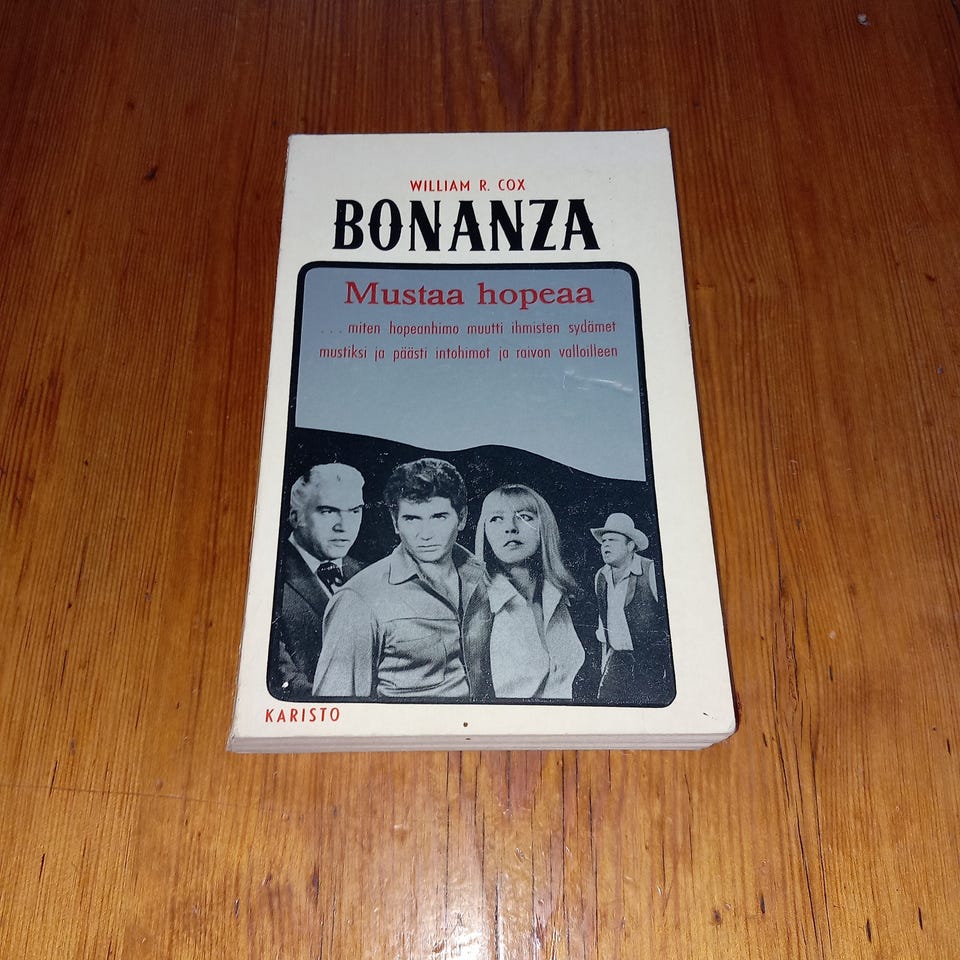 WILLIAM R. COX
BONANZA
Mustaa hopeaa
... miten hopeanhimo muutti ihmisten sydämet
mustiksi ja päästi intohimot ja raivon valloilleen
KARISTO